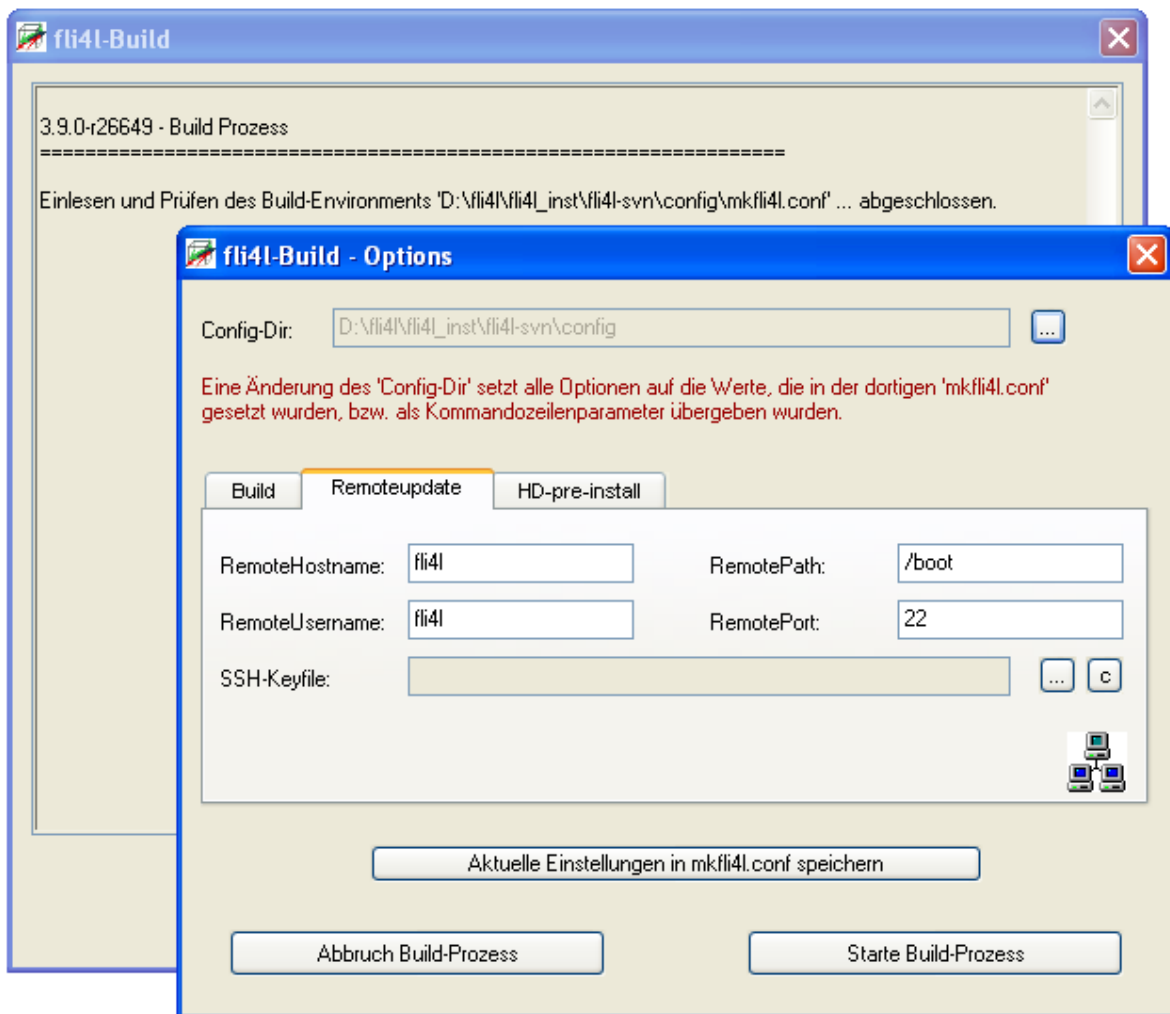 fli4l-Build
3.9.0-r26649 - Build Prozess
==================================================================
Einlesen und Prüfen des Build-Environments 'D:\fli4l\fli4l_inst\fli4l-svn\config\mkfli4l.conf' ... abgeschlossen.
fli4l-Build - Options
Config-Dir: D:\fli4l\fli4l_inst\fli4l-svn\config ...
Eine Änderung des 'Config-Dir' setzt alle Optionen auf die Werte, die in der dortigen 'mkfli4l.conf'
gesetzt wurden, bzw. als Kommandozeilenparameter übergeben wurden.
Build Remoteupdate HD-pre-install
RemoteHostname: fli4l RemotePath: /boot
RemoteUsername: fli4l RemotePort: 22
SSH-Keyfile: ... c
Aktuelle Einstellungen in mkfli4l.conf speichern
Abbruch Build-Prozess Starte Build-Prozess